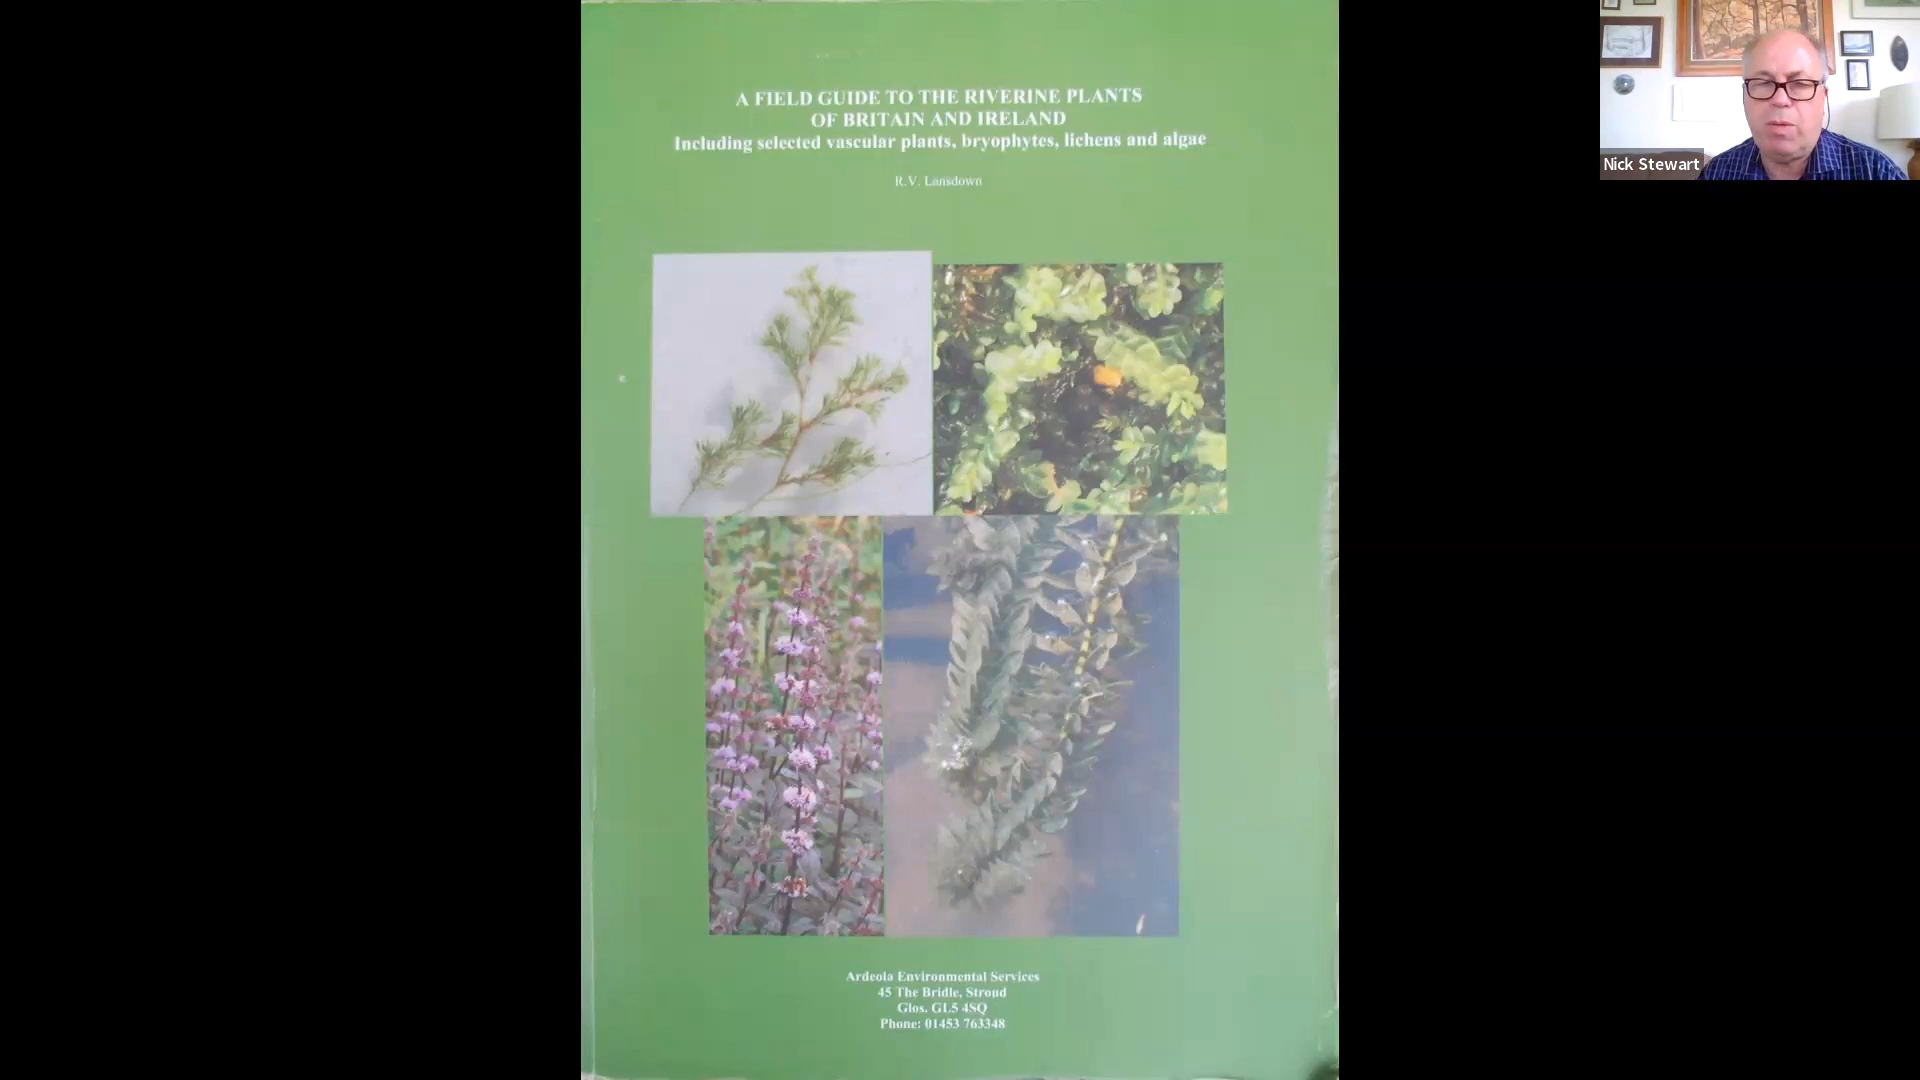 A FIELD GUIDE TO THE RIVERINE PLANTS
OF BRITAIN AND IRELAND
Including selected vascular plants, bryophytes, lichens and algae
R.V. Lansdown
Ardeola Environmental Services
45 The Bridle, Stroud
Glos. GL5 4SQ
Phone: 01453 763348
Nick Stewart